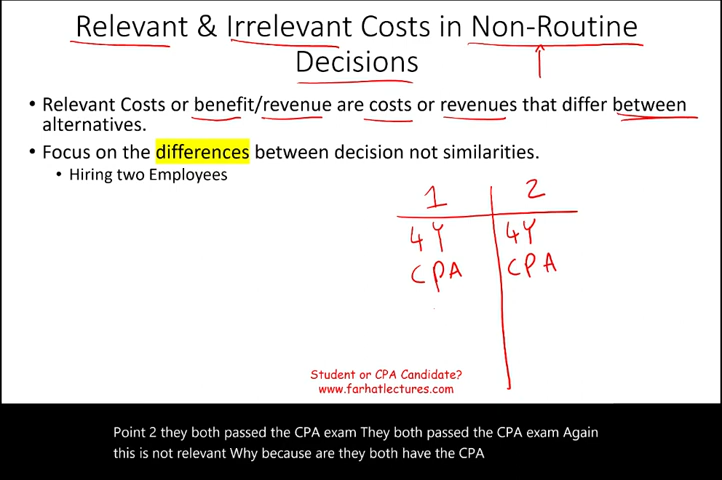 Relevant & Irrelevant Costs in Non-Routine
Decisions
• Relevant Costs or benefit/revenue are costs or revenues that differ between
alternatives.
• Focus on the differences between decision not similarities.
• Hiring two Employees
1 2
4Y 4Y
CPA CPA
Student or CPA Candidate?
www.farhatlectures.com
Point 2 they both passed the CPA exam They both passed the CPA exam Again
this is not relevant Why because are they both have the CPA